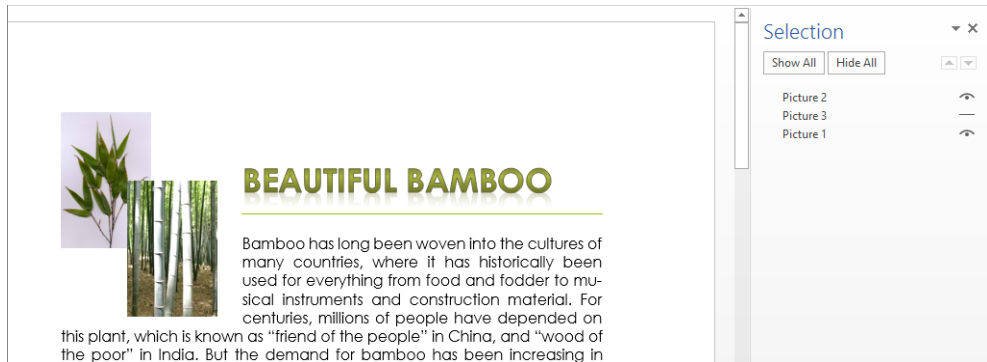 Selection
Show All Hide All
Picture 2
Picture 3
Picture 1
BEAUTIFUL BAMBOO
Bamboo has long been woven into the cultures of
many countries, where it has historically been
used for everything from food and fodder to mu-
sical instruments and construction material. For
centuries, millions of people have depended on
this plant, which is known as “friend of the people” in China, and “wood of
the poor” in India. But the demand for bamboo has been increasing in